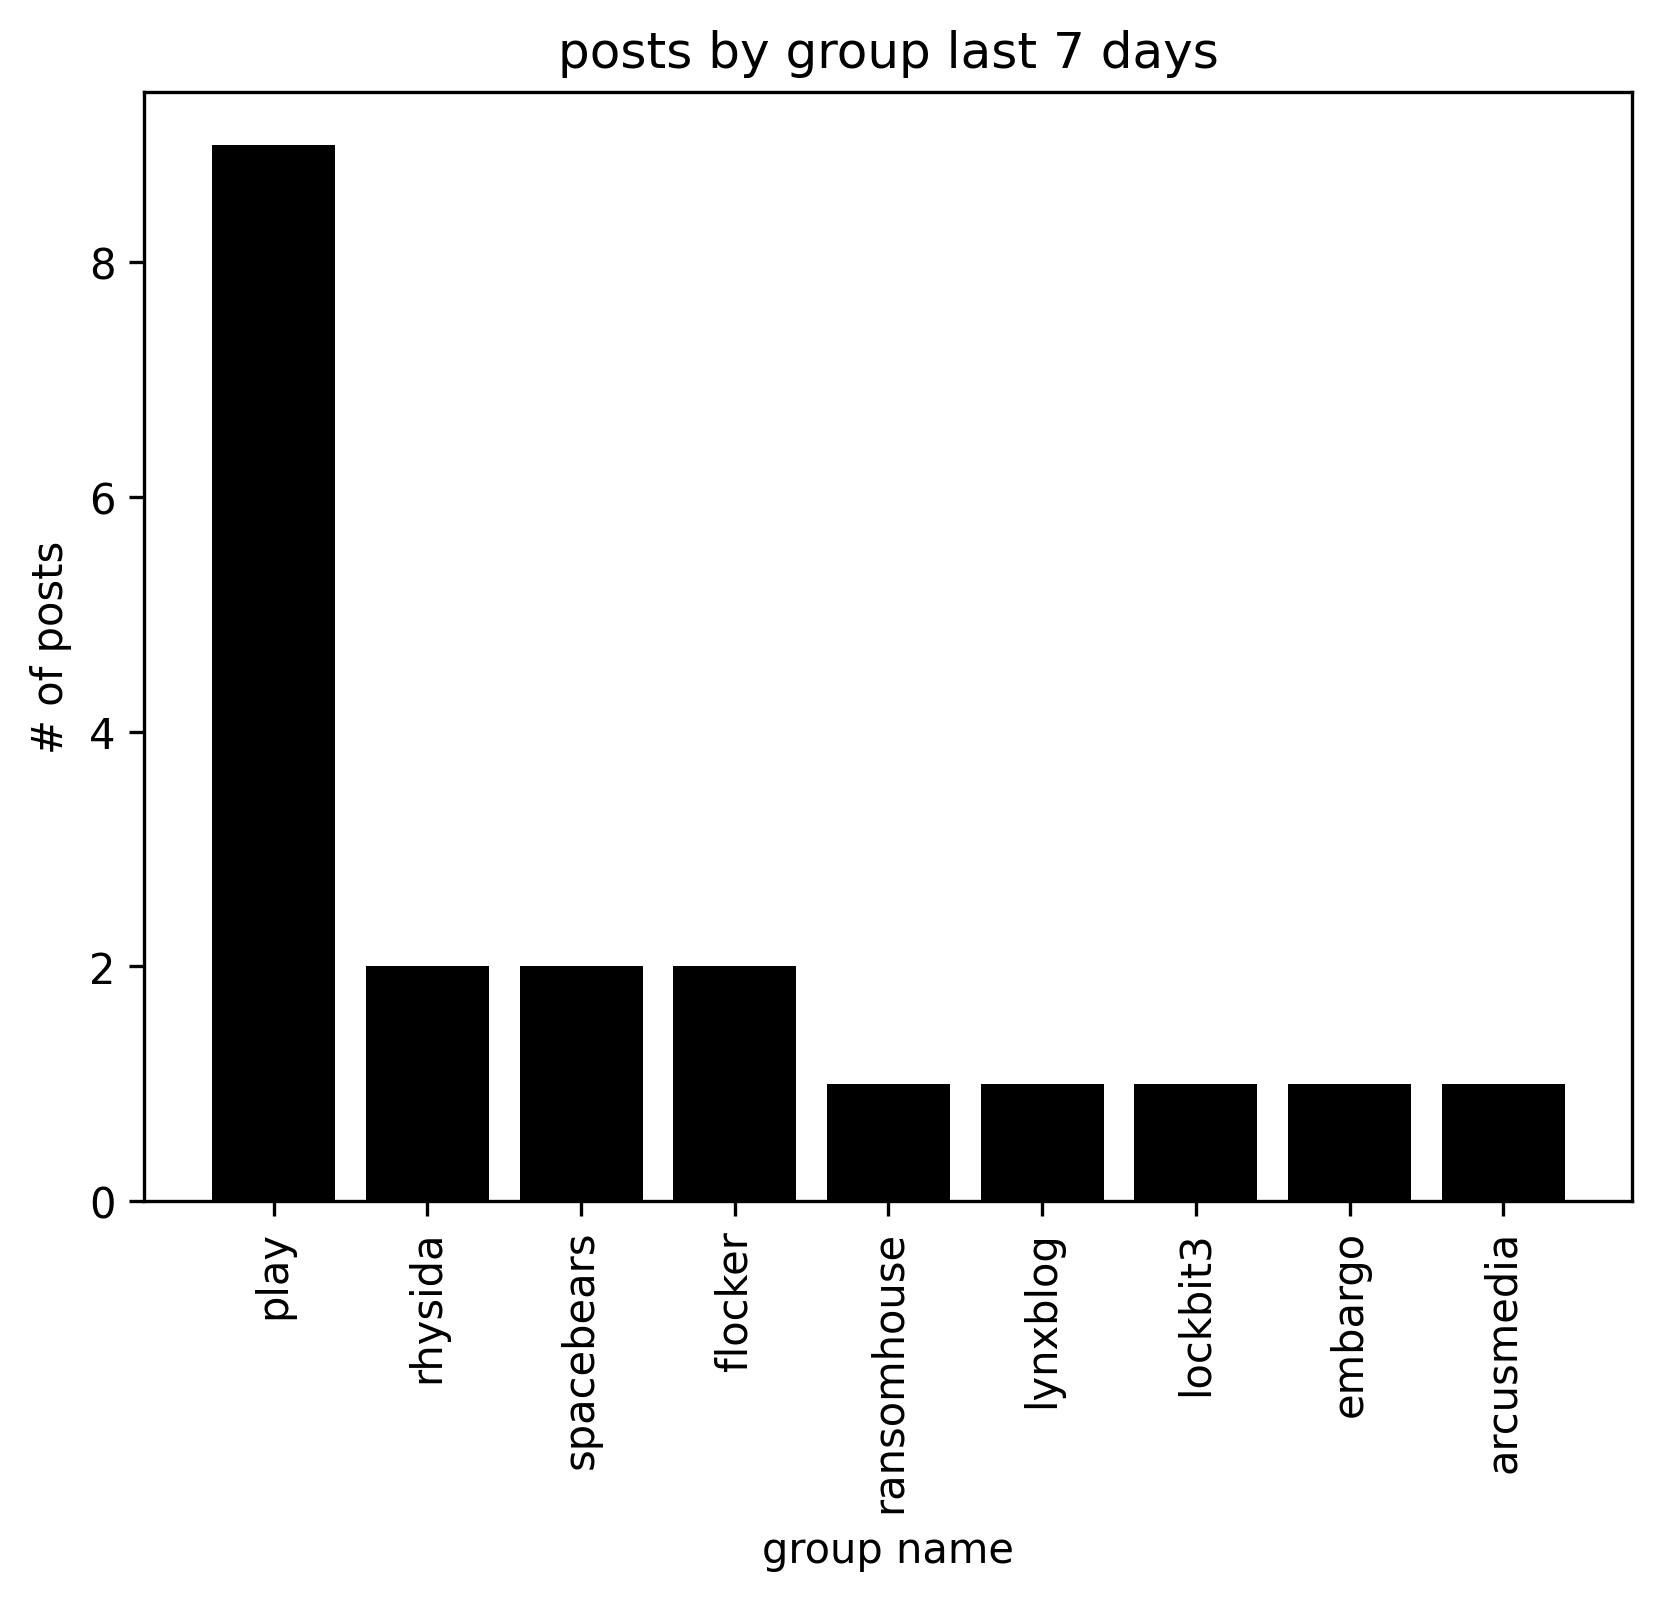 posts by group last 7 days
# of posts
8
6
4
2
0
play
rhysida
spacebears
flocker
ransomhouse
lynxblog
lockbit3
embargo
arcusmedia
group name